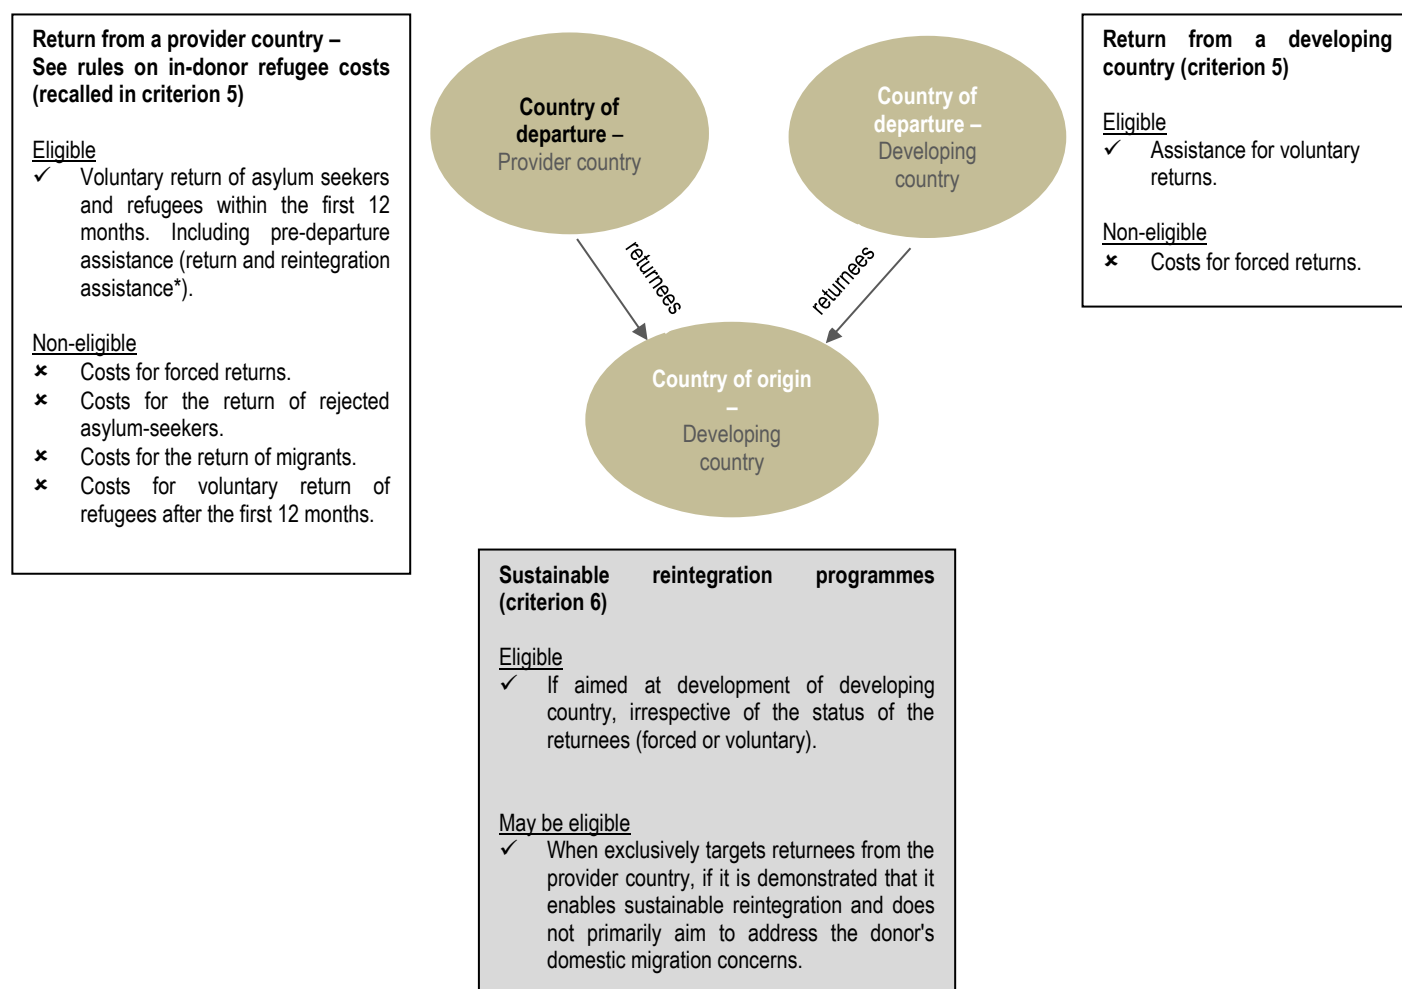 Return from a provider country –
See rules on in-donor refugee costs
(recalled in criterion 5)
Eligible
✓ Voluntary return of asylum seekers
and refugees within the first 12
months. Including pre-departure
assistance (return and reintegration
assistance*).
Non-eligible
× Costs for forced returns.
× Costs for the return of rejected
asylum-seekers.
× Costs for the return of migrants.
× Costs for voluntary return of
refugees after the first 12 months.
Country of
departure –
Provider country
Country of
departure –
Developing
country
returnees
returnees
Country of origin
–
Developing
country
Return from a developing
country (criterion 5)
Eligible
✓ Assistance for voluntary
returns.
Non-eligible
× Costs for forced returns.
Sustainable reintegration programmes
(criterion 6)
Eligible
✓ If aimed at development of developing
country, irrespective of the status of the
returnees (forced or voluntary).
May be eligible
✓ When exclusively targets returnees from the
provider country, if it is demonstrated that it
enables sustainable reintegration and does
not primarily aim to address the donor's
domestic migration concerns.